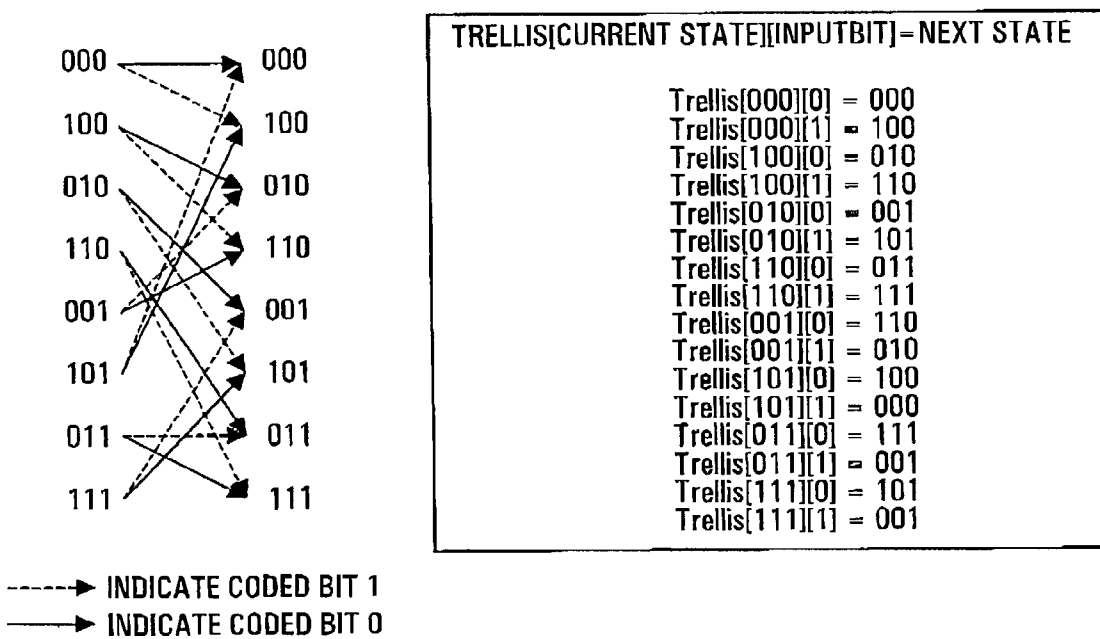 000 000
100 100
010 010
110 110
001 001
101 101
011 011
111 111
INDICATE CODED BIT 1
INDICATE CODED BIT 0
TRELLIS[CURRENT STATE][INPUTBIT]=NEXT STATE
Trellis[000][0] = 000
Trellis[000][1] = 100
Trellis[100][0] = 010
Trellis[100][1] = 110
Trellis[010][0] = 001
Trellis[010][1] = 101
Trellis[110][0] = 011
Trellis[110][1] = 111
Trellis[001][0] = 110
Trellis[001][1] = 010
Trellis[101][0] = 100
Trellis[101][1] = 000
Trellis[011][0] = 111
Trellis[011][1] = 001
Trellis[111][0] = 101
Trellis[111][1] = 001